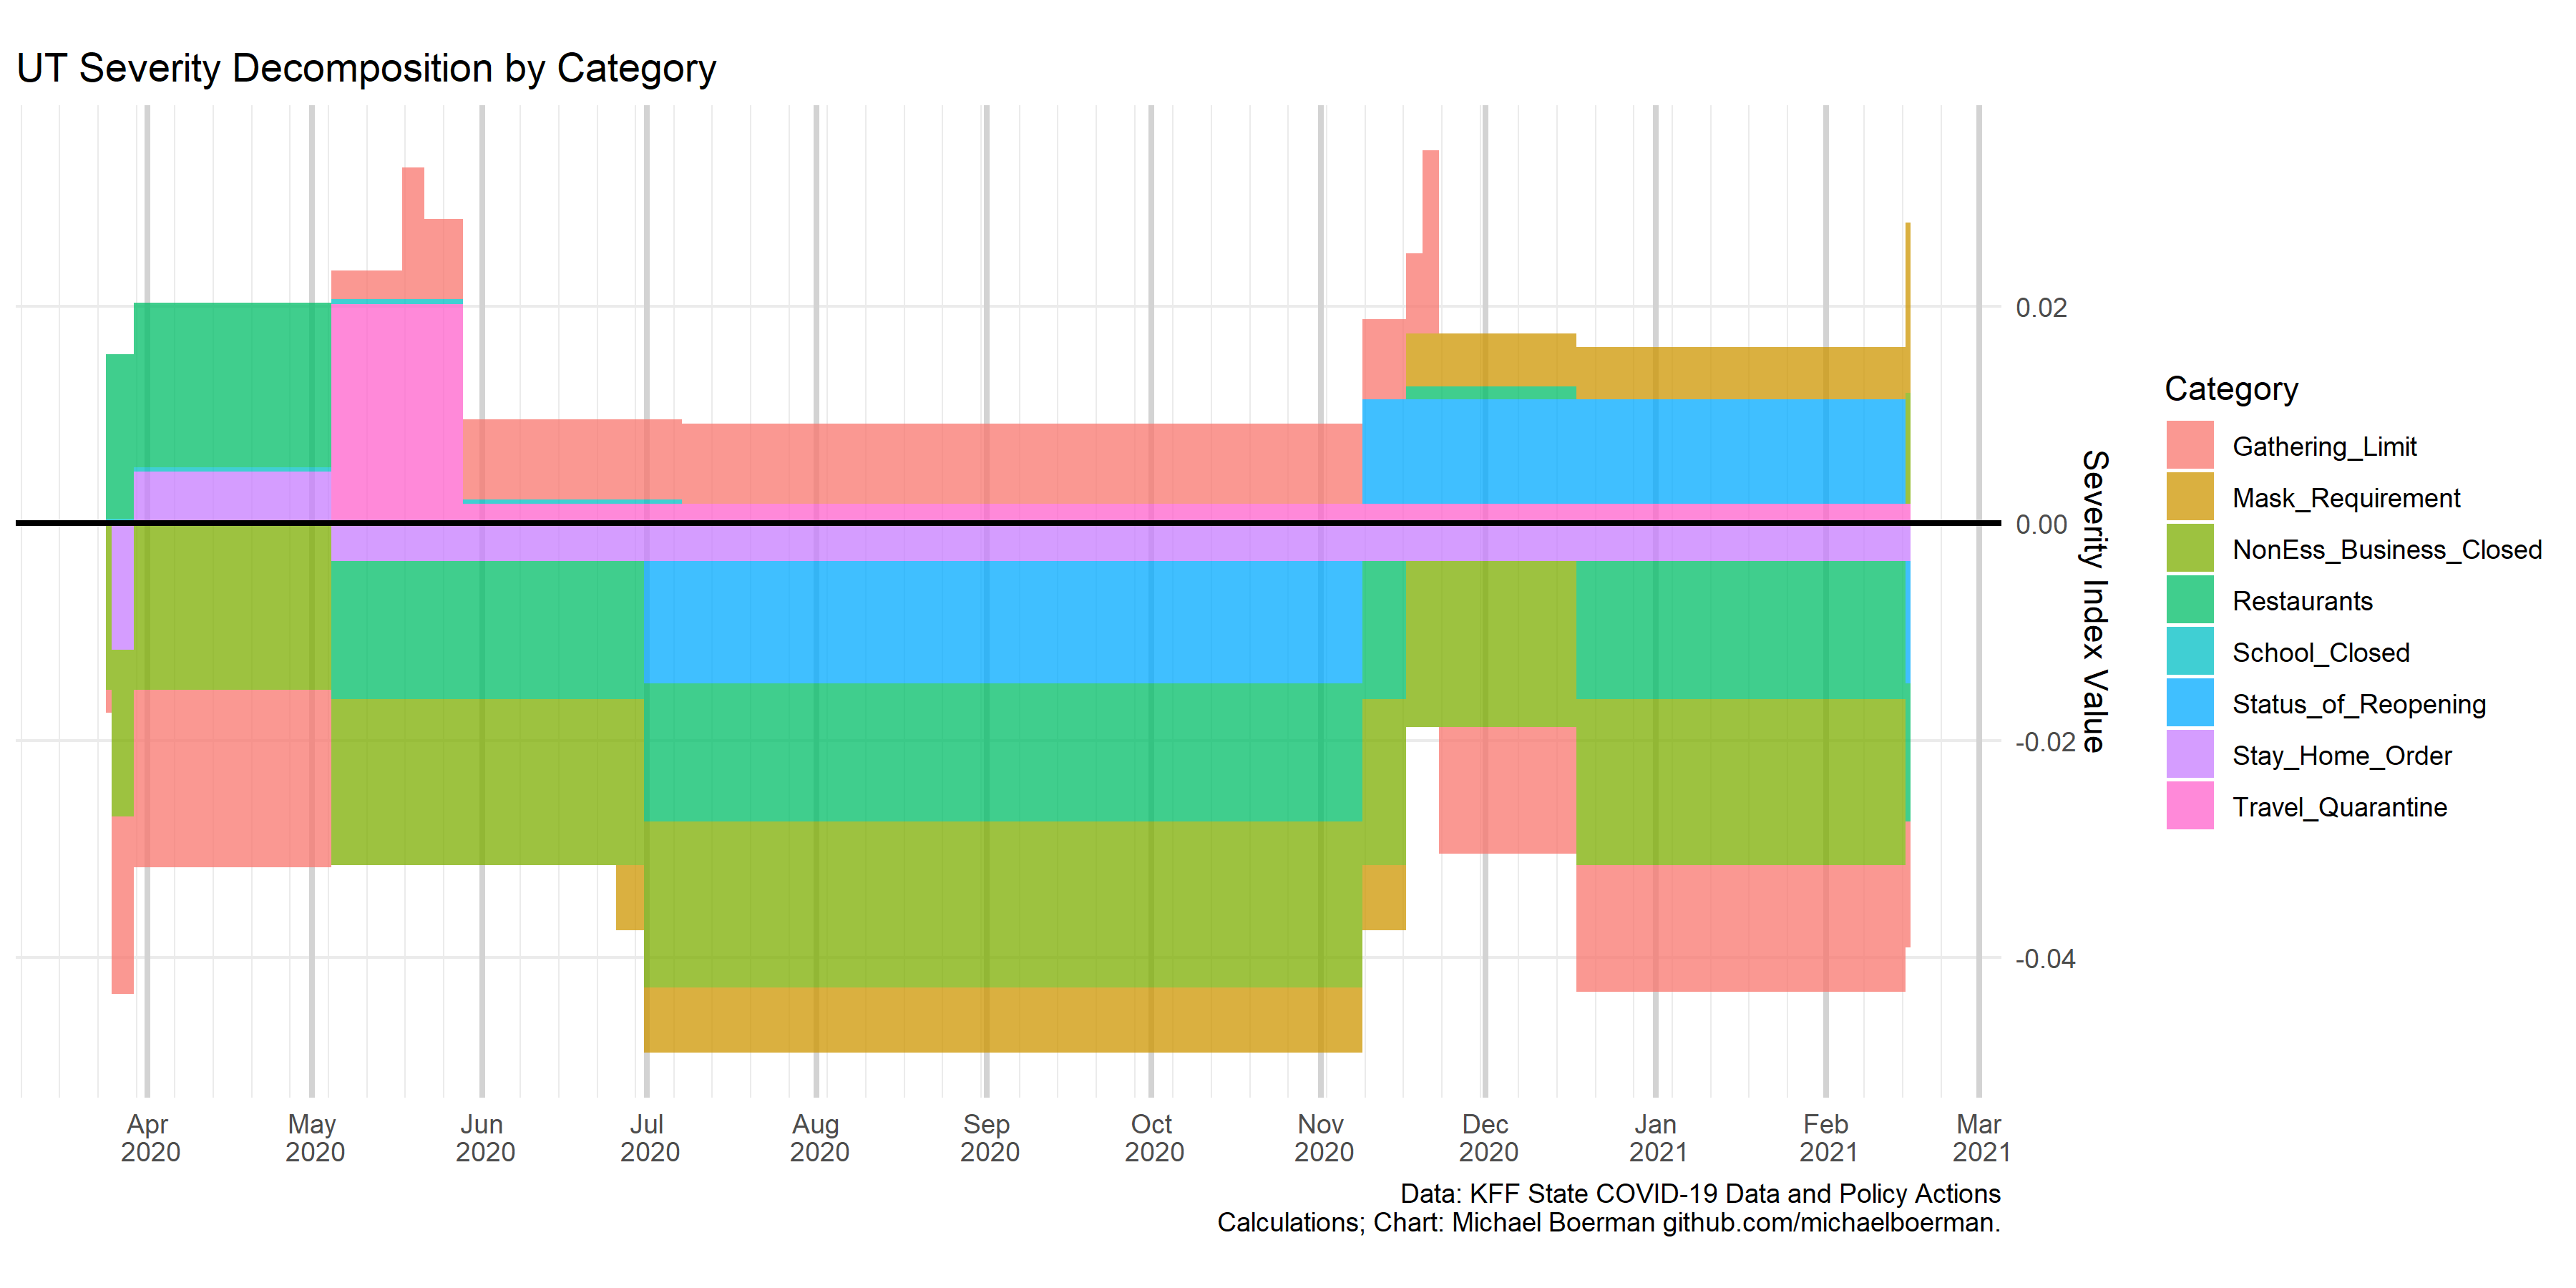 UT Severity Decomposition by Category
0.02
0.00
-0.02
-0.04
Severity Index Value
Apr
2020
May
2020
Jun
2020
Jul
2020
Aug
2020
Sep
2020
Oct
2020
Nov
2020
Dec
2020
Jan
2021
Feb
2021
Mar
2021
Category
Gathering_Limit
Mask_Requirement
NonEss_Business_Closed
Restaurants
School_Closed
Status_of_Reopening
Stay_Home_Order
Travel_Quarantine
Data: KFF State COVID-19 Data and Policy Actions
Calculations; Chart: Michael Boerman github.com/michaelboerman.